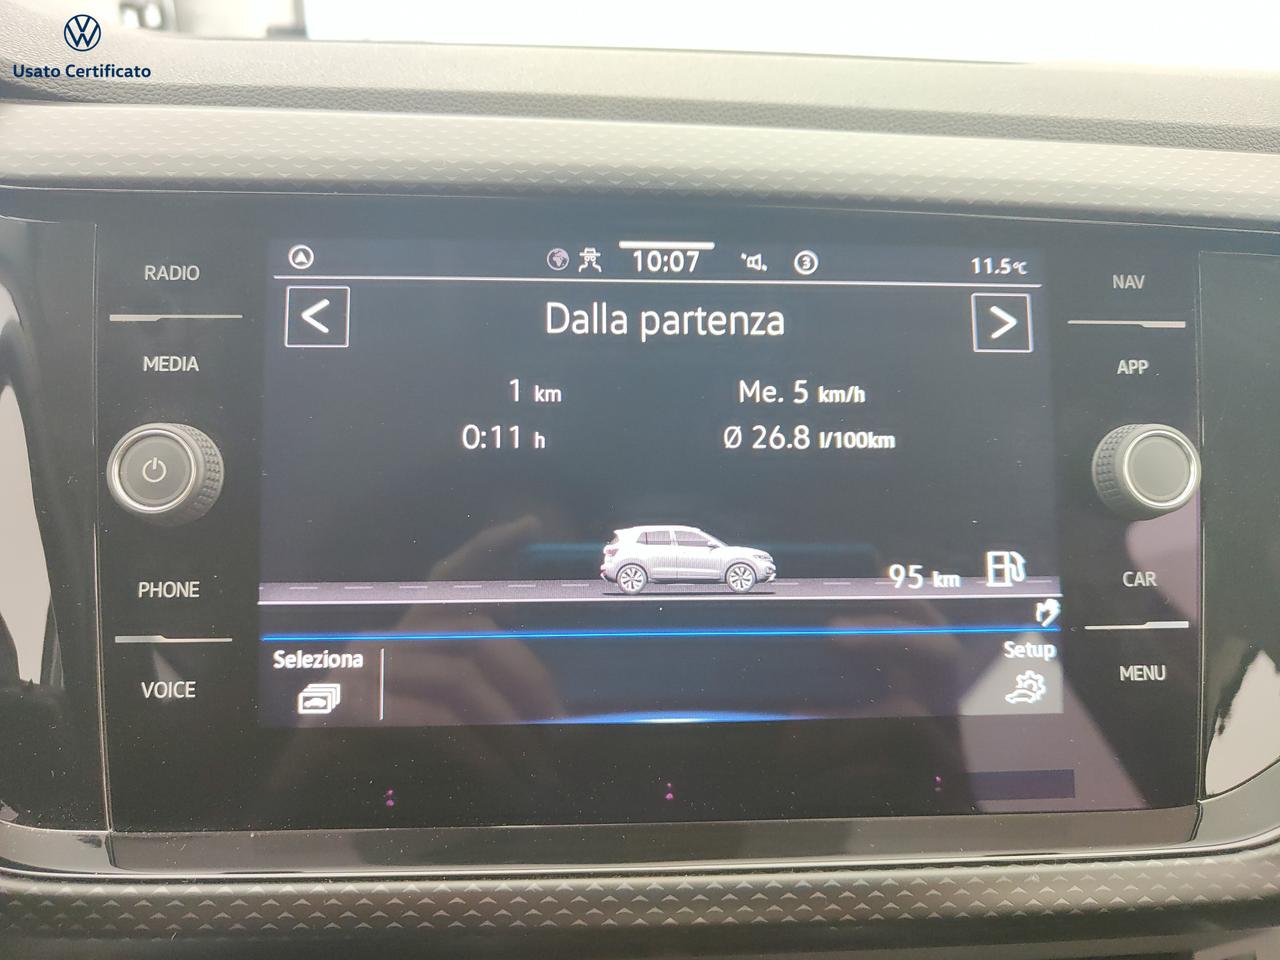 Usato Certificato
RADIO
MEDIA
PHONE
VOICE
10:07
3
11.5°C
<
Dalla partenza
>
1 km
Me. 5 km/h
0:11 h
Ø 26.8 l/100km
95 km
Seleziona
Setup
NAV
APP
CAR
MENU